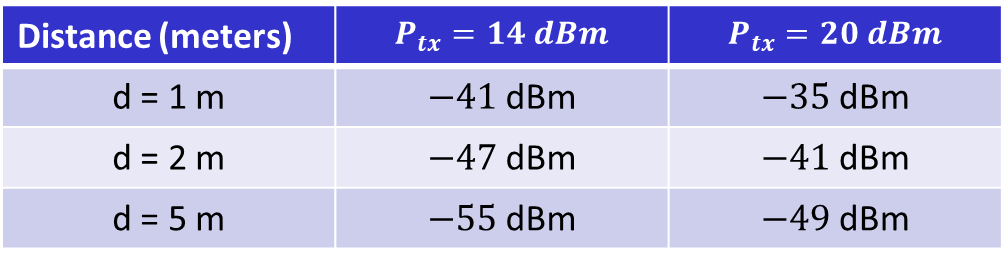 Distance (meters) P_tx = 14 dBm P_tx = 20 dBm
d = 1 m −41 dBm −35 dBm
d = 2 m −47 dBm −41 dBm
d = 5 m −55 dBm −49 dBm